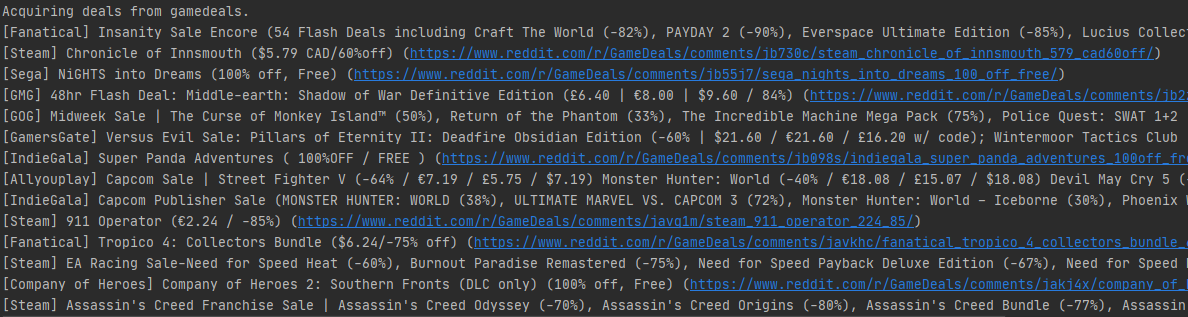 Acquiring deals from gamedeals.
[Fanatical] Insanity Sale Encore (54 Flash Deals including Craft The World (-82%), PAYDAY 2 (-90%), Everspace Ultimate Edition (-85%), Lucius Collect
[Steam] Chronicle of Innsmouth ($5.79 CAD/60%off) (https://www.reddit.com/r/GameDeals/comments/jb730c/steam_chronicle_of_innsmouth_579_cad60off/)
[Sega] NiGHTS into Dreams (100% off, Free) (https://www.reddit.com/r/GameDeals/comments/jb55j7/sega_nights_into_dreams_100_off_free/)
[GMG] 48hr Flash Deal: Middle-earth: Shadow of War Definitive Edition (£6.40 | €8.00 | $9.60 / 84%) (https://www.reddit.com/r/GameDeals/comments/jb2
[GOG] Midweek Sale | The Curse of Monkey Island™ (50%), Return of the Phantom (33%), The Incredible Machine Mega Pack (75%), Police Quest: SWAT 1+2
[GamersGate] Versus Evil Sale: Pillars of Eternity II: Deadfire Obsidian Edition (-60% | $21.60 / €21.60 / £16.20 w/ code); Wintermoor Tactics Club
[IndieGala] Super Panda Adventures ( 100%OFF / FREE ) (https://www.reddit.com/r/GameDeals/comments/jb098s/indiegala_super_panda_adventures_100off_fre
[Allyouplay] Capcom Sale | Street Fighter V (-64% / €7.19 / £5.75 / $7.19) Monster Hunter: World (-40% / €18.08 / £15.07 / $18.08) Devil May Cry 5 (-
[IndieGala] Capcom Publisher Sale (MONSTER HUNTER: WORLD (38%), ULTIMATE MARVEL VS. CAPCOM 3 (72%), Monster Hunter: World – Iceborne (30%), Phoenix W
[Steam] 911 Operator (€2.24 / -85%) (https://www.reddit.com/r/GameDeals/comments/javq1m/steam_911_operator_224_85/)
[Fanatical] Tropico 4: Collectors Bundle ($6.24/-75% off) (https://www.reddit.com/r/GameDeals/comments/javkhc/fanatical_tropico_4_collectors_bundle_
[Steam] EA Racing Sale-Need for Speed Heat (-60%), Burnout Paradise Remastered (-75%), Need for Speed Payback Deluxe Edition (-67%), Need for Speed
[Company of Heroes] Company of Heroes 2: Southern Fronts (DLC only) (100% off, Free) (https://www.reddit.com/r/GameDeals/comments/jakj4x/company_of_
[Steam] Assassin's Creed Franchise Sale | Assassin's Creed Odyssey (-70%), Assassin's Creed Origins (-80%), Assassin's Creed Bundle (-77%), Assassin